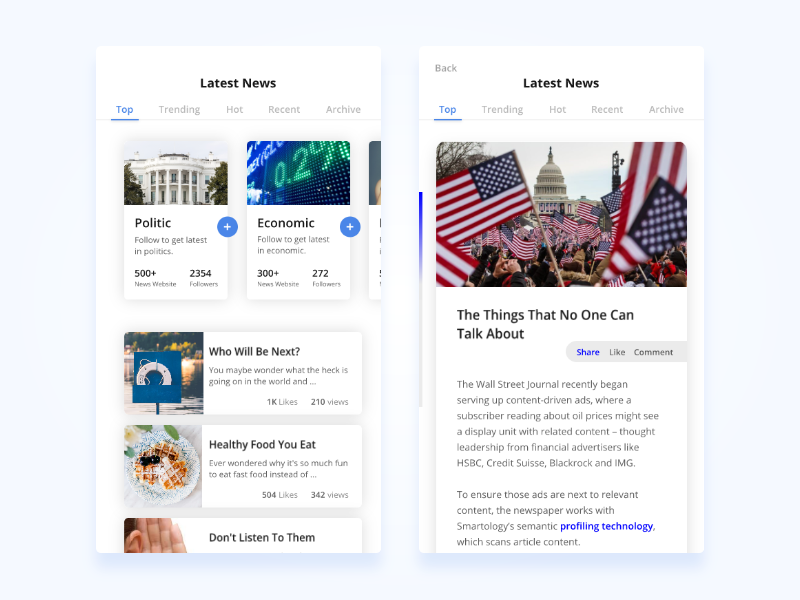 Latest News
Top Trending Hot Recent Archive
0.2%
Politic
Follow to get latest
in politics.
500+ 2354
News Website Followers
Economic
Follow to get latest
in economic.
300+ 272
News Website Followers
Who Will Be Next?
You maybe wonder what the heck is
going on in the world and ...
1K Likes 210 views
Healthy Food You Eat
Ever wondered why it's so much fun
to eat fast food instead of ...
504 Likes 342 views
Don't Listen To Them
Back
Latest News
Top Trending Hot Recent Archive
The Things That No One Can
Talk About
Share Like Comment
The Wall Street Journal recently began
serving up content-driven ads, where a
subscriber reading about oil prices might see
a display unit with related content – thought
leadership from financial advertisers like
HSBC, Credit Suisse, Blackrock and IMG.
To ensure those ads are next to relevant
content, the newspaper works with
Smartology's semantic profiling technology,
which scans article content.